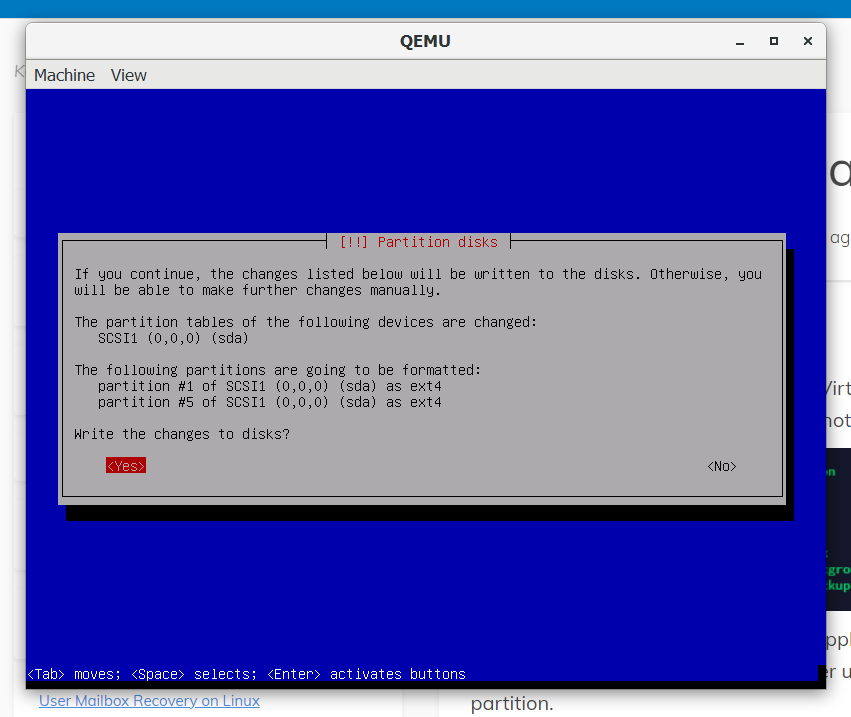 QEMU
Machine View
[!!] Partition disks
If you continue, the changes listed below will be written to the disks. Otherwise, you
will be able to make further changes manually.
The partition tables of the following devices are changed:
SCSI1 (0,0,0) (sda)
The following partitions are going to be formatted:
partition #1 of SCSI1 (0,0,0) (sda) as ext4
partition #5 of SCSI1 (0,0,0) (sda) as ext4
Write the changes to disks?
<Yes> <No>
<Tab> moves; <Space> selects; <Enter> activates buttons
User Mailbox Recovery on Linux
partition.